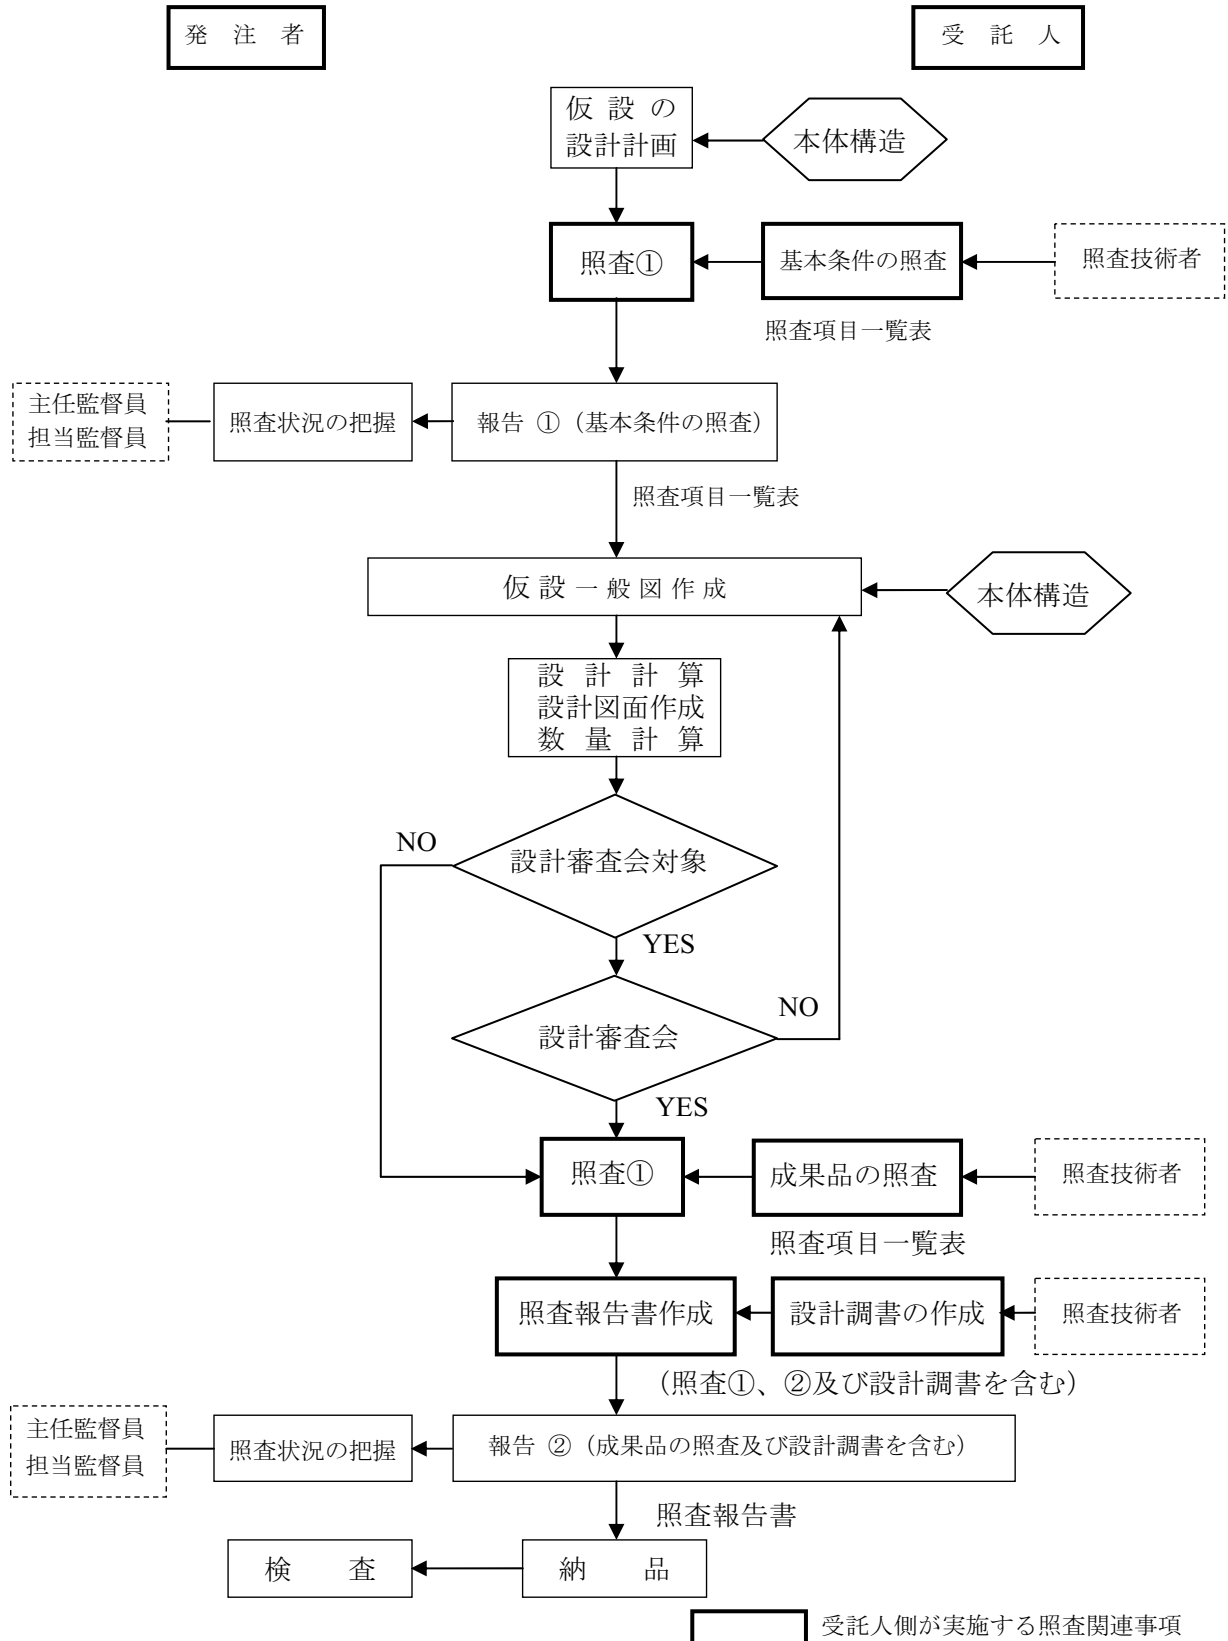 発 注 者
受 託 人
仮 設 の
設計計画
本体構造
照査①
基本条件の照査
照査技術者
照査項目一覧表
主任監督員
担当監督員
照査状況の把握
報告 ①（基本条件の照査）
照査項目一覧表
仮 設 一 般 図 作 成
本体構造
設 計 計 算
設計図面作成
数 量 計 算
NO
設計審査会対象
YES
設計審査会
NO
YES
照査①
成果品の照査
照査技術者
照査項目一覧表
照査報告書作成
設計調書の作成
照査技術者
（照査①、②及び設計調書を含む）
主任監督員
担当監督員
照査状況の把握
報告 ②（成果品の照査及び設計調書を含む）
照査報告書
検 査
納 品
受託人側が実施する照査関連事項